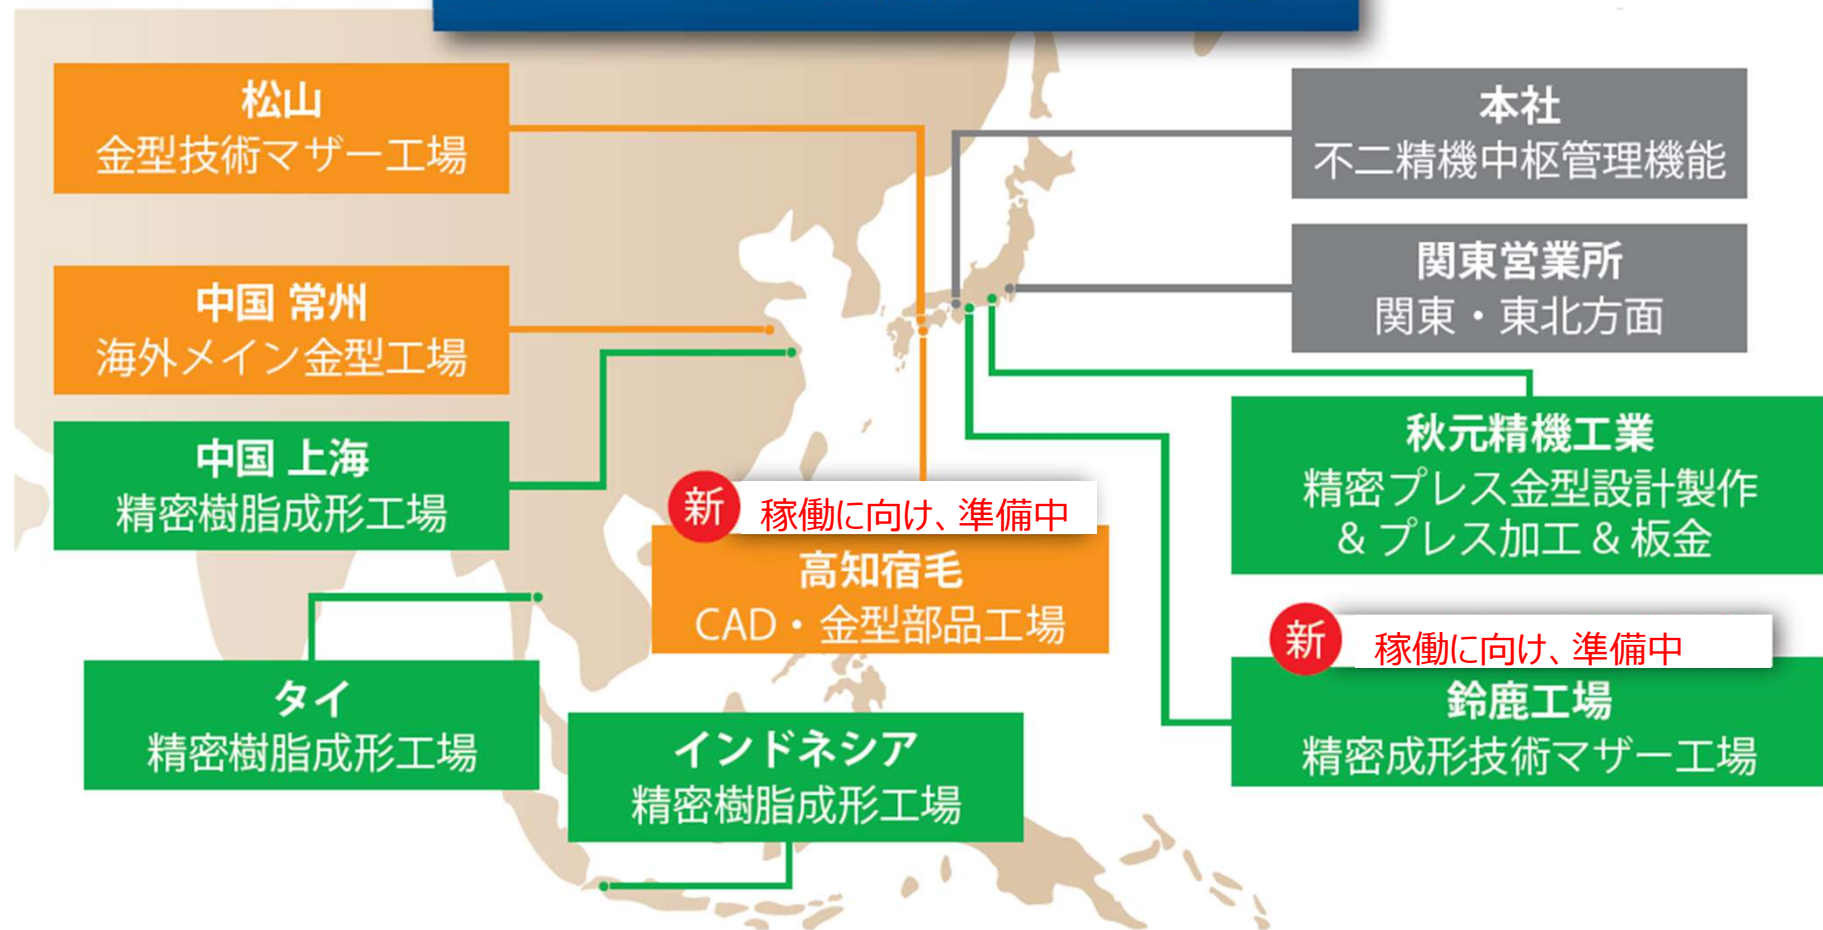 松山
金型技術マザー工場
中国 常州
海外メイン金型工場
中国 上海
精密樹脂成形工場
タイ
精密樹脂成形工場
インドネシア
精密樹脂成形工場
新
稼働に向け、準備中
高知宿毛
CAD・金型部品工場
本社
不二精機中枢管理機能
関東営業所
関東・東北方面
秋元精機工業
精密プレス金型設計製作
& プレス加工 & 板金
新
稼働に向け、準備中
鈴鹿工場
精密成形技術マザー工場